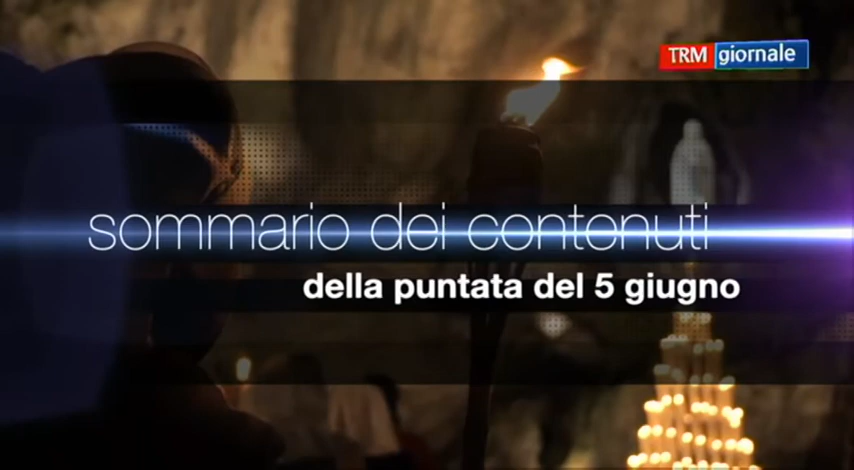 TRM giornale
sommario dei contenuti
della puntata del 5 giugno